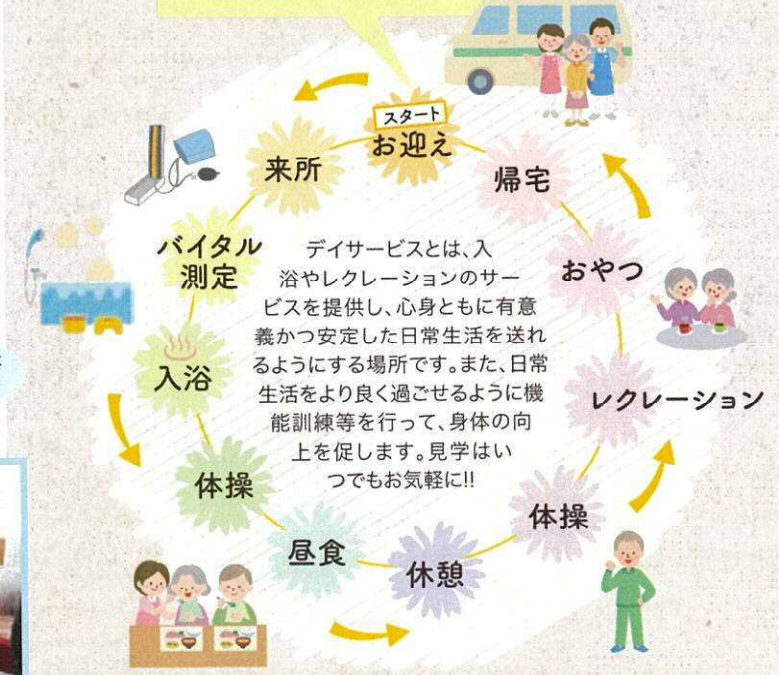 スタート
お迎え
来所
バイタル
測定
入浴
体操
昼食
休憩
体操
レクレーション
おやつ
帰宅
デイサービスとは、入
浴やレクレーションのサー
ビスを提供し、心身ともに有意
義かつ安定した日常生活を送れ
るようにする場所です。また、日常
生活をより良く過ごせるように機
能訓練等を行って、身体の向
上を促します。見学はい
つでもお気軽に!!